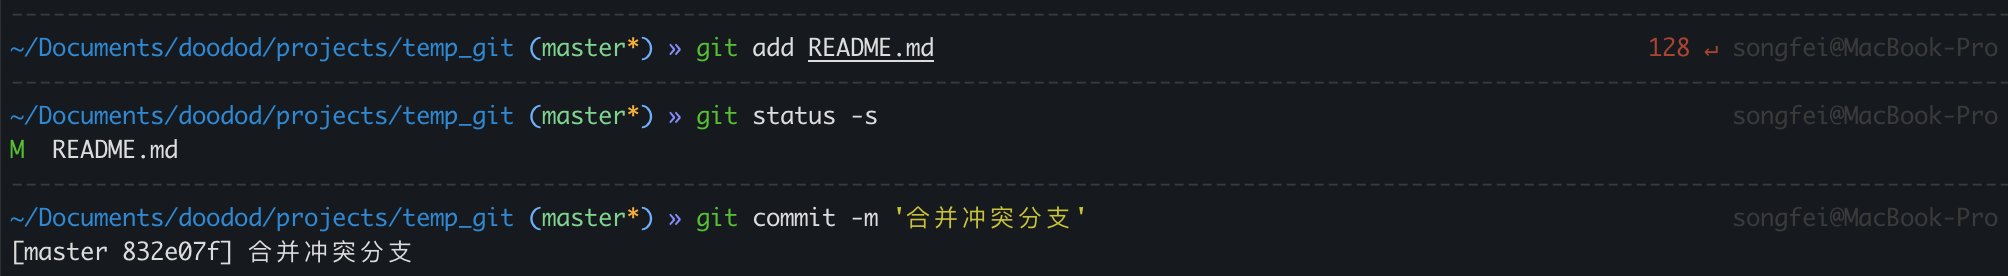 ~/Documents/doodod/projects/temp_git (master*) » git add README.md 128 ↵ songfei@MacBook-Pro
~/Documents/doodod/projects/temp_git (master*) » git status -s songfei@MacBook-Pro
M  README.md
~/Documents/doodod/projects/temp_git (master*) » git commit -m '合并冲突分支' songfei@MacBook-Pro
[master 832e07f] 合并冲突分支